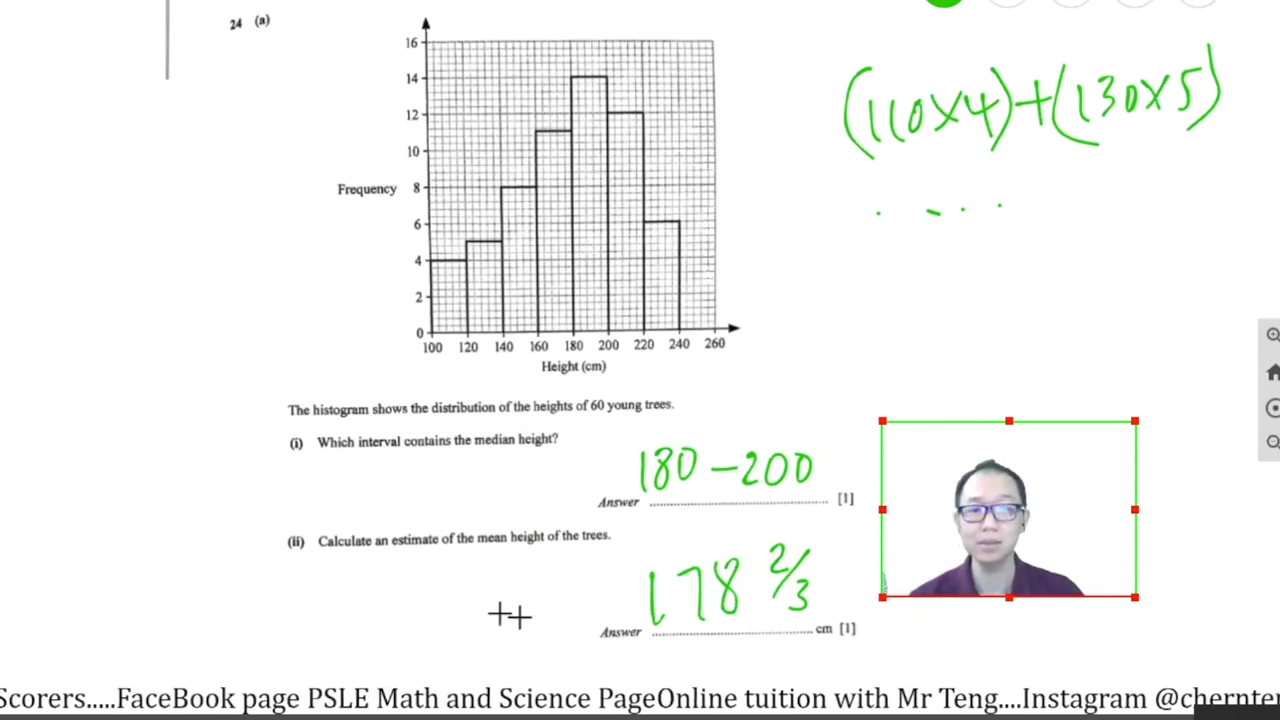 24 (a)
16
14
12
10
Frequency 8
6
4
2
0
100 120 140 160 180 200 220 240 260
Height (cm)
(110×4)+(130×5)
. - . .
The histogram shows the distribution of the heights of 60 young trees.
(i) Which interval contains the median height?
180-200
Answer ........................................ [1]
(ii) Calculate an estimate of the mean height of the trees.
178 2/3
Answer ........................................ cm [1]
Scorers.....FaceBook page PSLE Math and Science PageOnline tuition with Mr Teng....Instagram @chernte